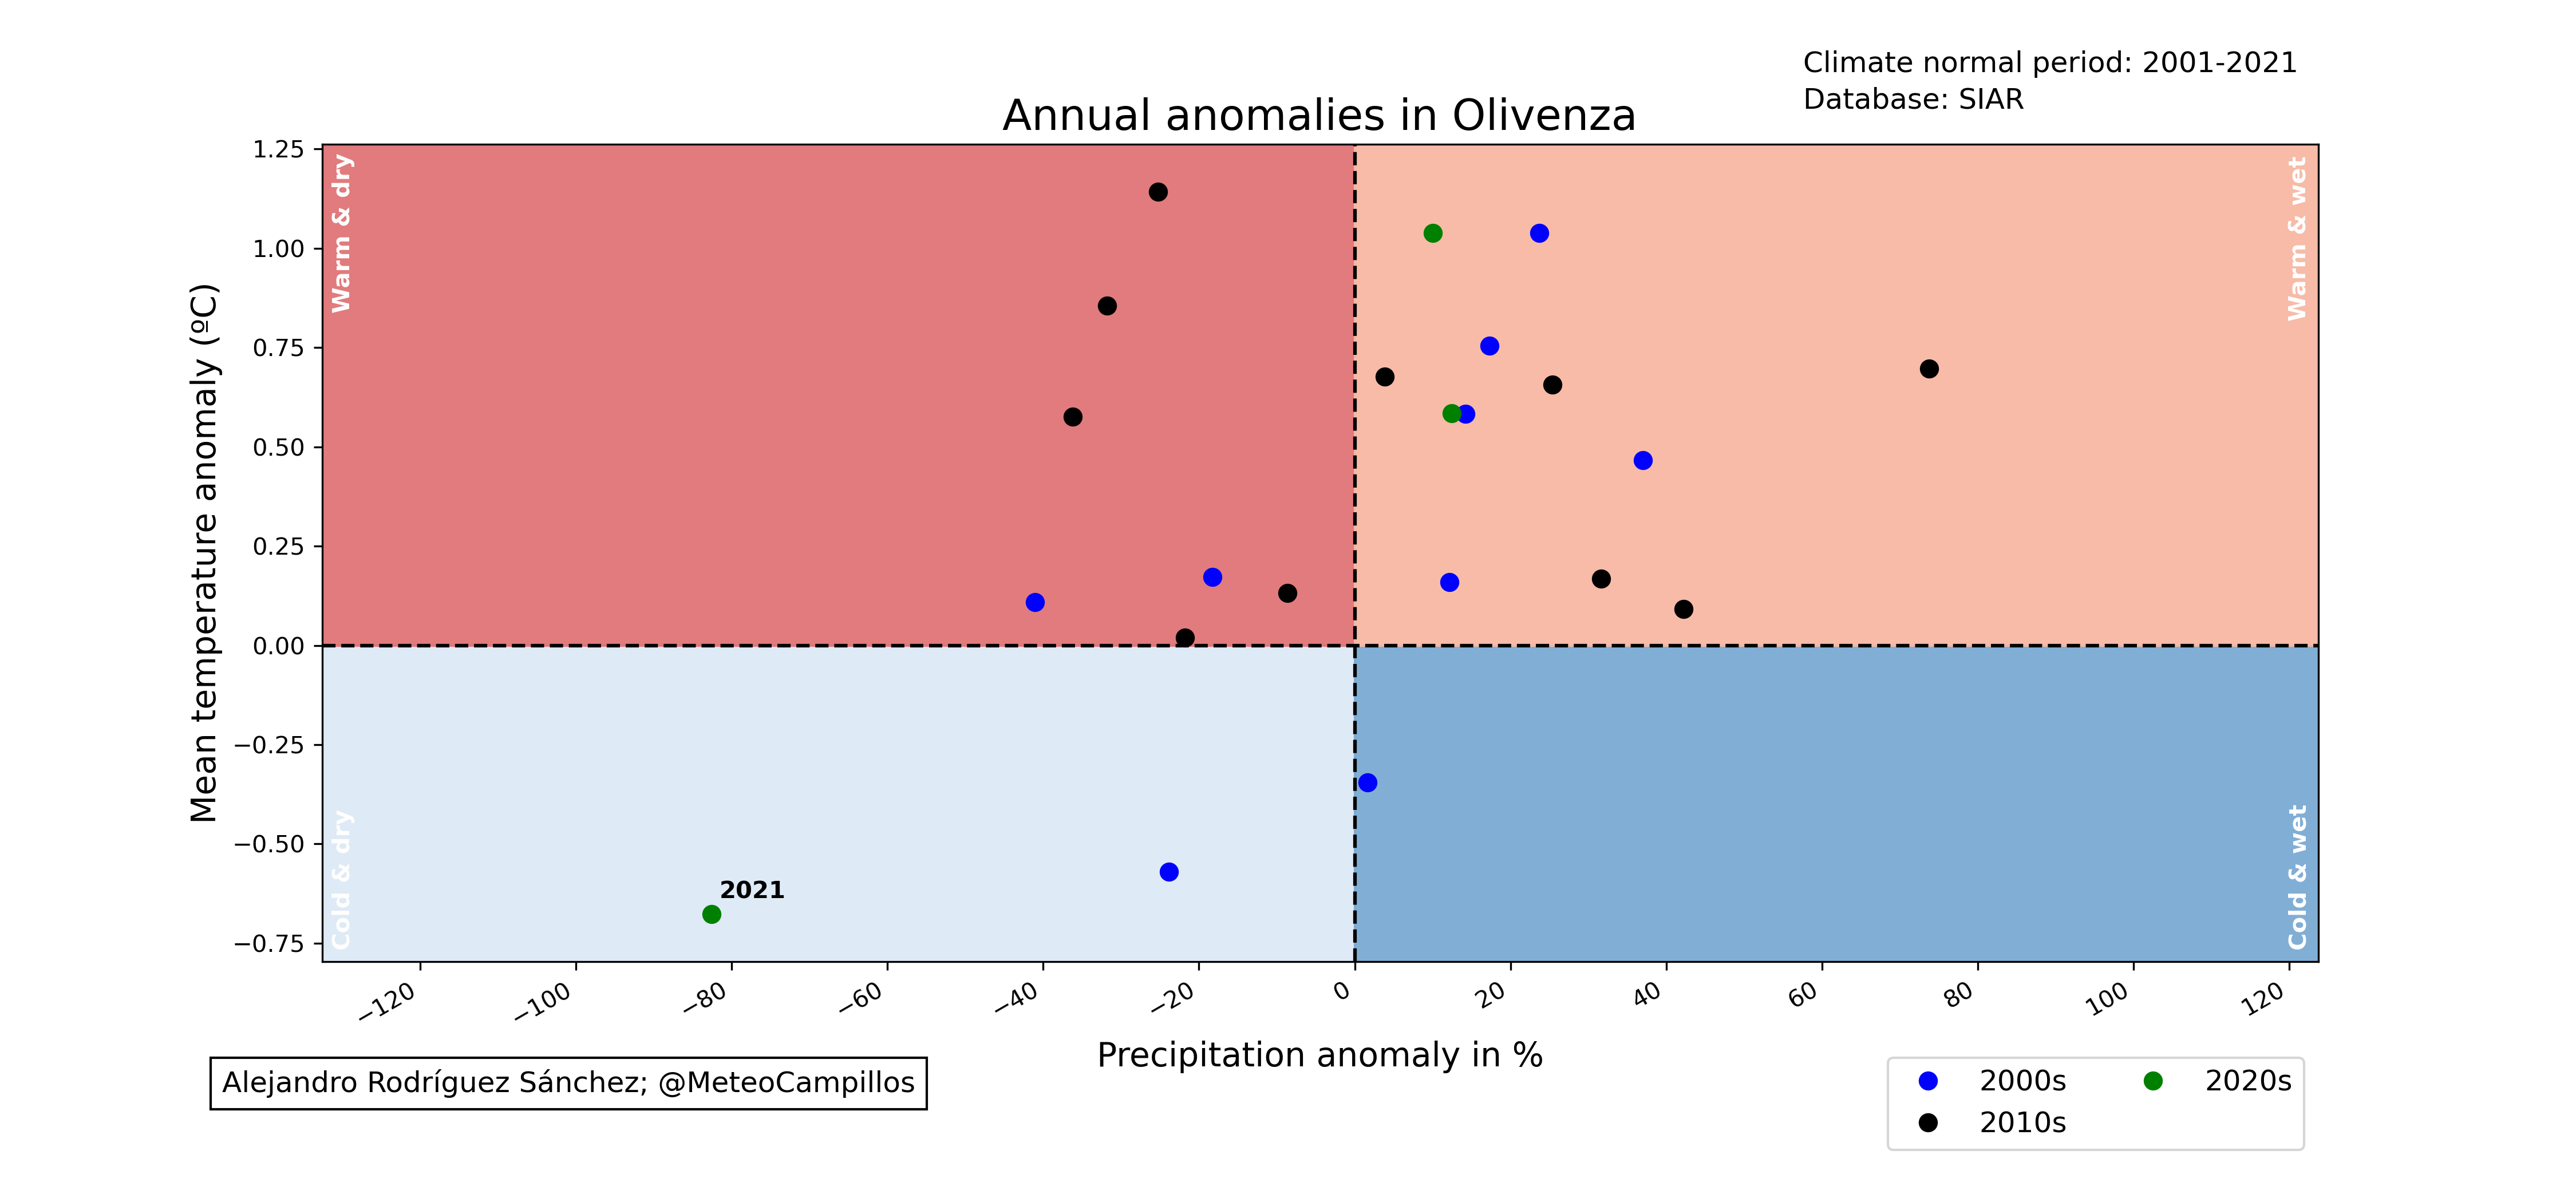 Climate normal period: 2001-2021
Database: SIAR
Annual anomalies in Olivenza
Mean temperature anomaly (ºC)
1.25
1.00
0.75
0.50
0.25
0.00
−0.25
−0.50
−0.75
Warm & dry
Warm & wet
Cold & dry
Cold & wet
2021
−120
−100
−80
−60
−40
−20
0
20
40
60
80
100
120
Precipitation anomaly in %
Alejandro Rodríguez Sánchez; @MeteoCampillos
2000s
2010s
2020s